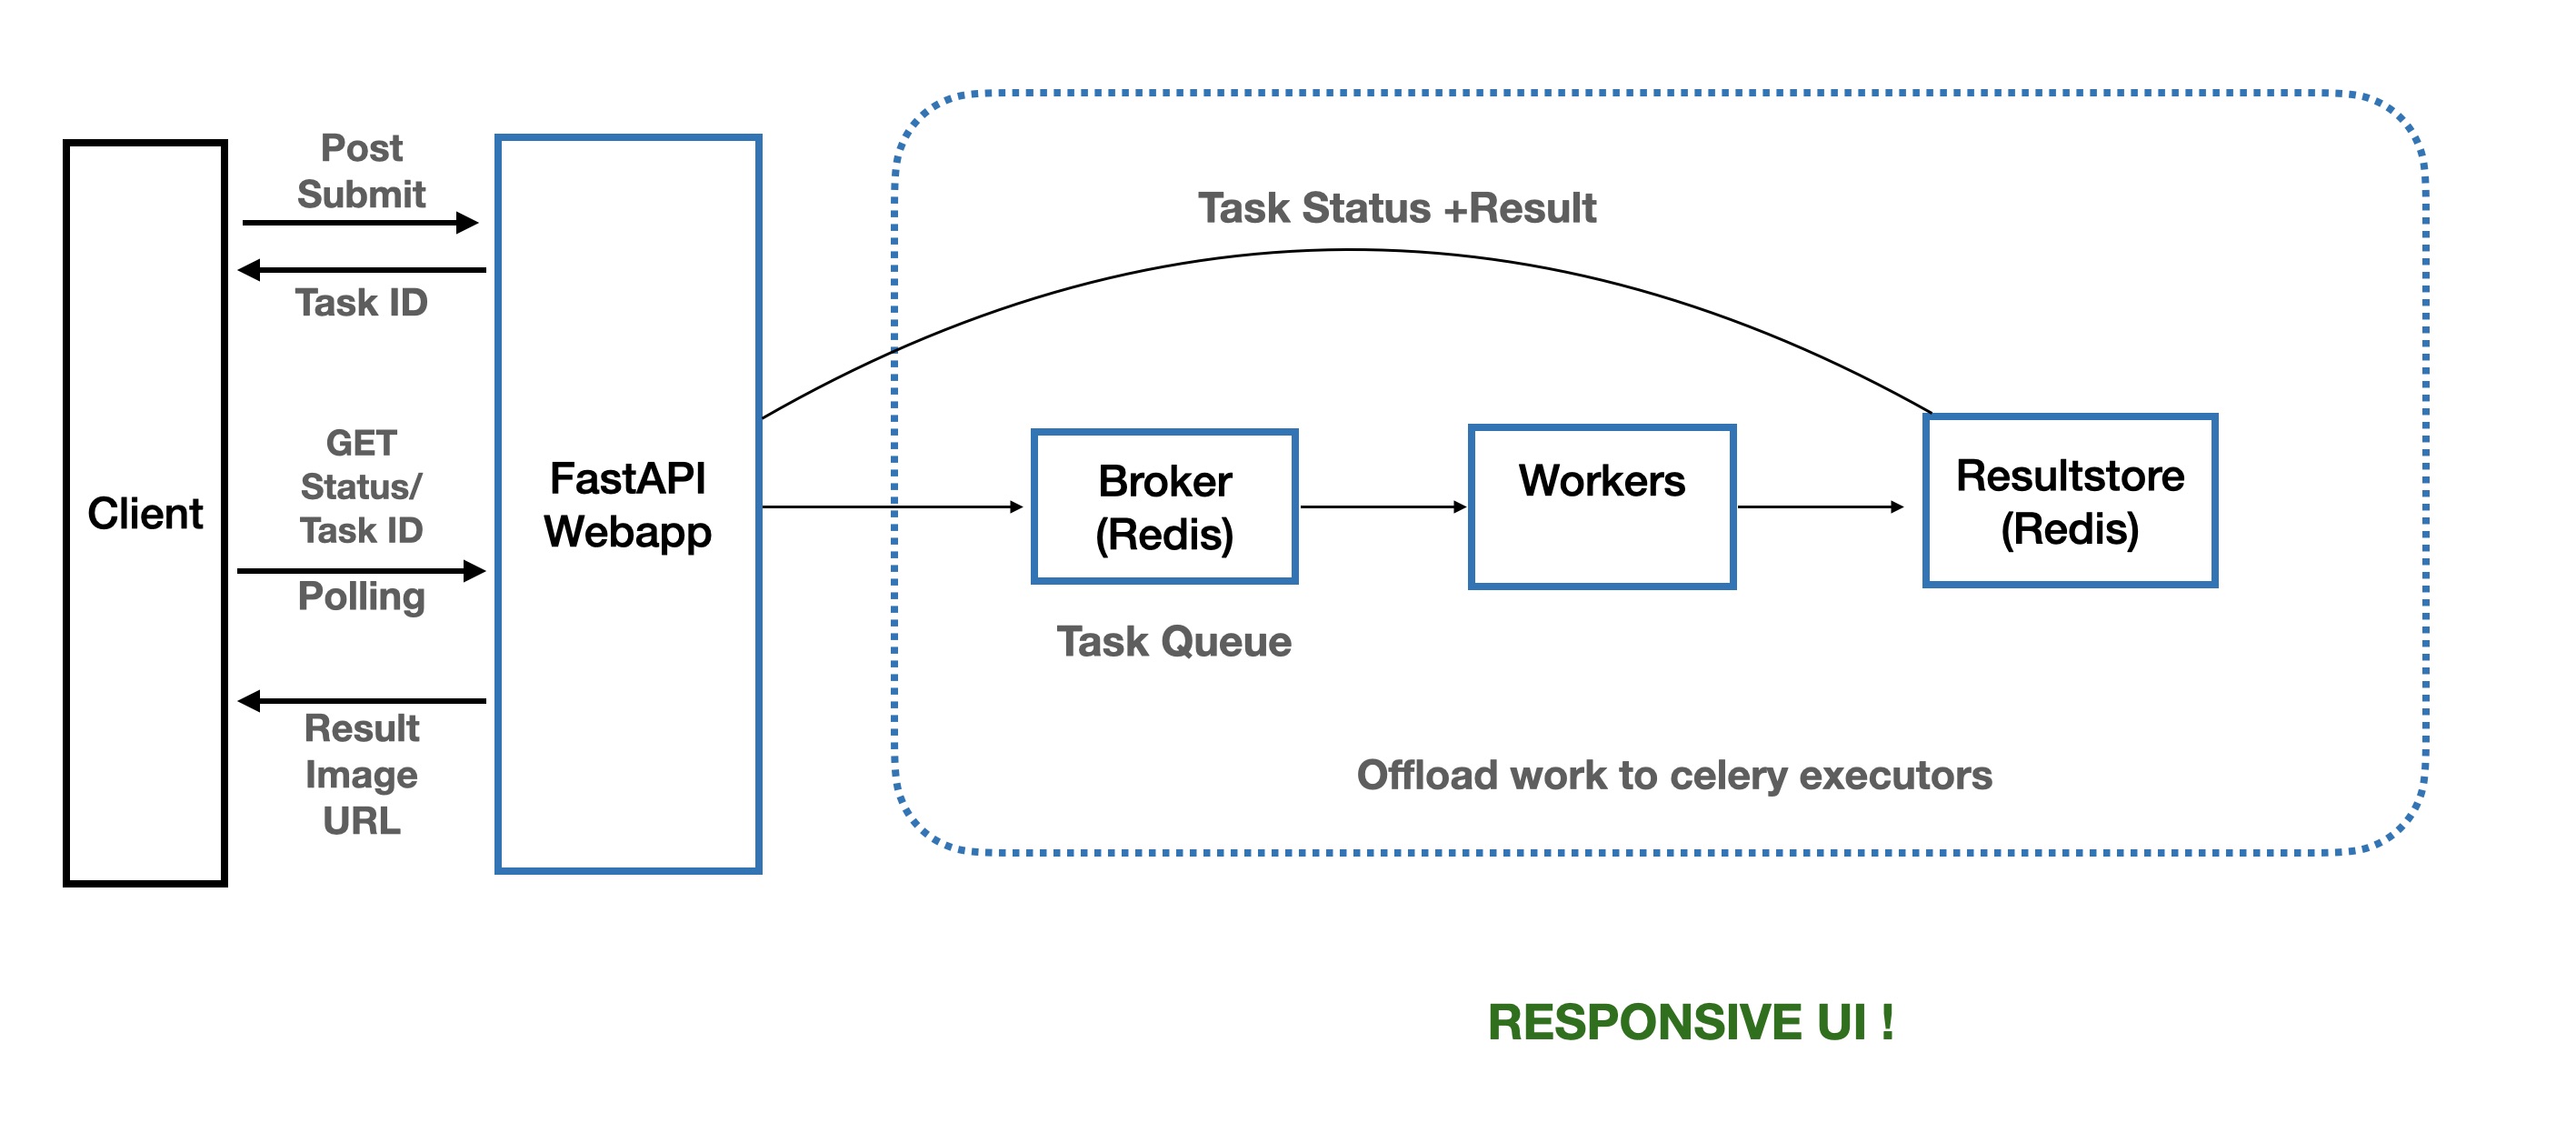 Client
Post
Submit
Task ID
GET
Status/
Task ID
Polling
Result
Image
URL
FastAPI
Webapp
Task Status +Result
Broker
(Redis)
Task Queue
Workers
Resultstore
(Redis)
Offload work to celery executors
RESPONSIVE UI !